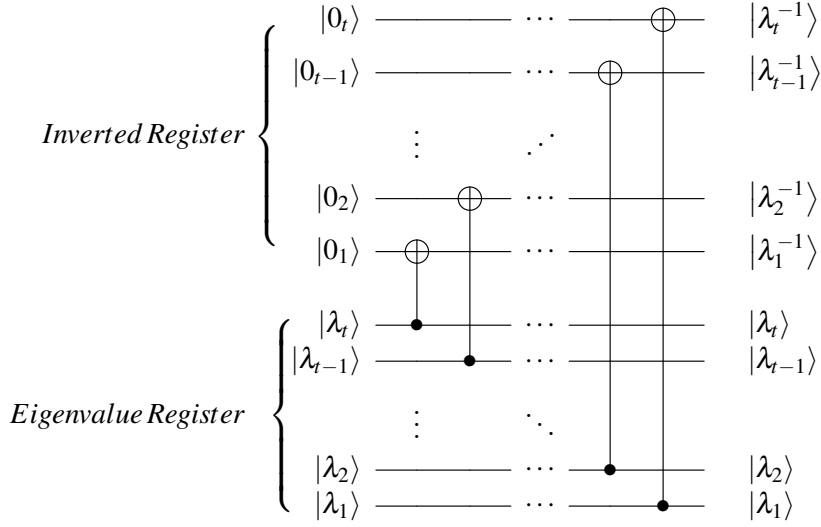 |0_t⟩ ⋯ |λ_t^{-1}⟩
|0_{t−1}⟩ ⋯ |λ_{t−1}^{-1}⟩
Inverted Register ⋮ ⋰
|0_2⟩ ⋯ |λ_2^{-1}⟩
|0_1⟩ ⋯ |λ_1^{-1}⟩
|λ_t⟩ ⋯ |λ_t⟩
|λ_{t−1}⟩ ⋯ |λ_{t−1}⟩
Eigenvalue Register ⋮ ⋱
|λ_2⟩ ⋯ |λ_2⟩
|λ_1⟩ ⋯ |λ_1⟩